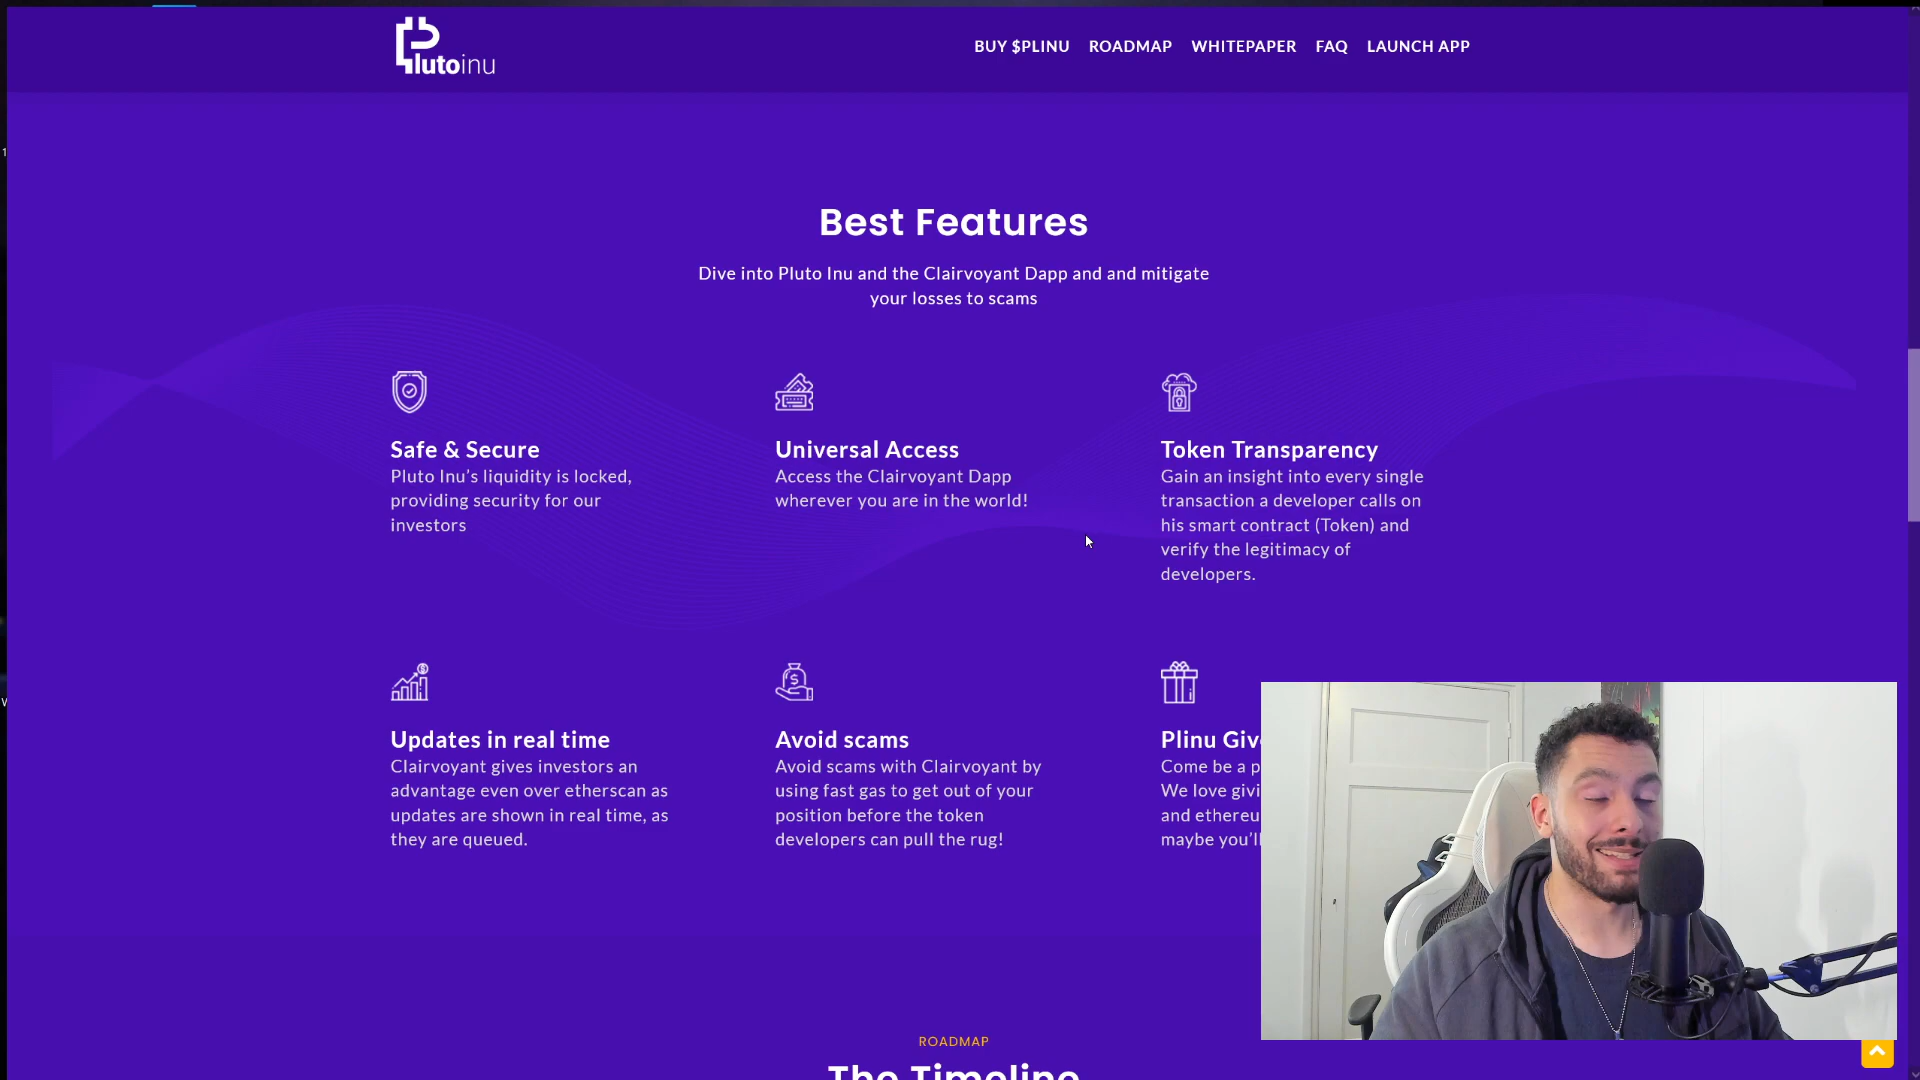 Plutoinu
BUY $PLINU ROADMAP WHITEPAPER FAQ LAUNCH APP
Best Features
Dive into Pluto Inu and the Clairvoyant Dapp and and mitigate
your losses to scams
Safe & Secure
Pluto Inu's liquidity is locked,
providing security for our
investors
Universal Access
Access the Clairvoyant Dapp
wherever you are in the world!
Token Transparency
Gain an insight into every single
transaction a developer calls on
his smart contract (Token) and
verify the legitimacy of
developers.
Updates in real time
Clairvoyant gives investors an
advantage even over etherscan as
updates are shown in real time, as
they are queued.
Avoid scams
Avoid scams with Clairvoyant by
using fast gas to get out of your
position before the token
developers can pull the rug!
Plinu
Come be a
We love
and
maybe
ROADMAP
The Timeline